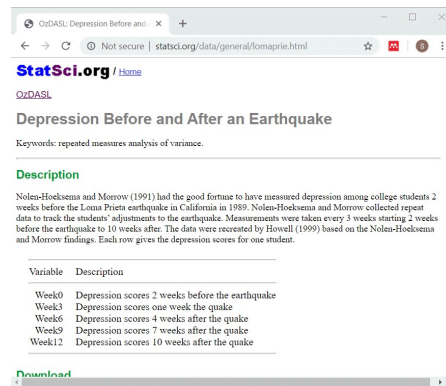 OzDASL: Depression Before and A
Not secure | statsci.org/data/general/lomaprie.html
S
StatSci.org / Home
OzDASL
Depression Before and After an Earthquake
Keywords: repeated measures analysis of variance.
Description
Nolen-Hoeksema and Morrow (1991) had the good fortune to have measured depression among college students 2
weeks before the Loma Prieta earthquake in California in 1989. Nolen-Hoeksema and Morrow collected repeat
data to track the students' adjustments to the earthquake. Measurements were taken every 3 weeks starting 2 weeks
before the earthquake to 10 weeks after. The data were recreated by Howell (1999) based on the Nolen-Hoeksema
and Morrow findings. Each row gives the depression scores for one student.
Variable Description
Week0 Depression scores 2 weeks before the earthquake
Week3 Depression scores one week the quake
Week6 Depression scores 4 weeks after the quake
Week9 Depression scores 7 weeks after the quake
Week12 Depression scores 10 weeks after the quake
Download